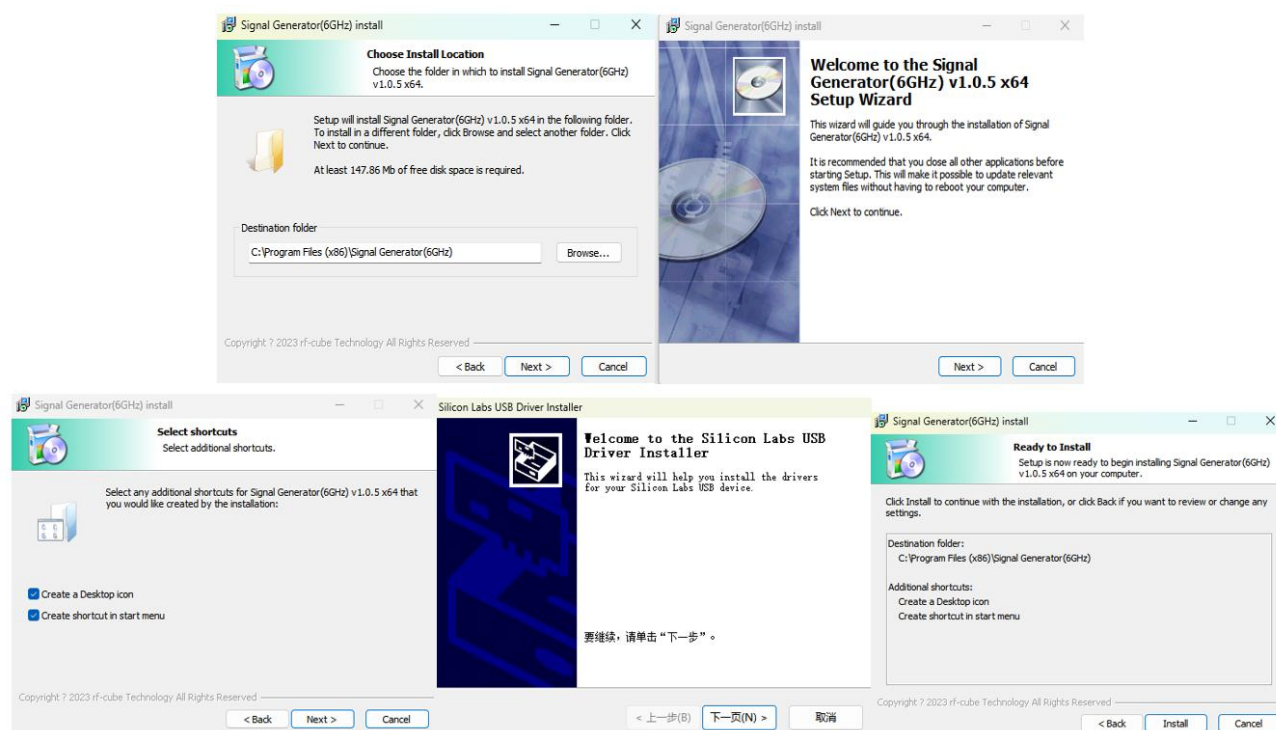 Signal Generator(6GHz) install
Choose Install Location
Choose the folder in which to install Signal Generator(6GHz)
v1.0.5 x64.
Setup will install Signal Generator(6GHz) v1.0.5 x64 in the following folder.
To install in a different folder, click Browse and select another folder. Click
Next to continue.
At least 147.86 Mb of free disk space is required.
Destination folder
C:\Program Files (x86)\Signal Generator(6GHz)
Browse...
Copyright ? 2023 rf-cube Technology All Rights Reserved
< Back
Next >
Cancel
Signal Generator(6GHz) install
Welcome to the Signal
Generator(6GHz) v1.0.5 x64
Setup Wizard
This wizard will guide you through the installation of Signal
Generator(6GHz) v1.0.5 x64.
It is recommended that you close all other applications before
starting Setup. This will make it possible to update relevant
system files without having to reboot your computer.
Click Next to continue.
Next >
Cancel
Signal Generator(6GHz) install
Select shortcuts
Select additional shortcuts.
Select any additional shortcuts for Signal Generator(6GHz) v1.0.5 x64 that
you would like created by the installation:
Create a Desktop icon
Create shortcut in start menu
Copyright ? 2023 rf-cube Technology All Rights Reserved
< Back
Next >
Cancel
Silicon Labs USB Driver Installer
Welcome to the Silicon Labs USB
Driver Installer
This wizard will help you install the drivers
for your Silicon Labs USB device.
要继续，请单击“下一步”。
< 上一步(B)
下一页(N) >
取消
Signal Generator(6GHz) install
Ready to Install
Setup is now ready to begin installing Signal Generator(6GHz)
v1.0.5 x64 on your computer.
Click Install to continue with the installation, or click Back if you want to review or change any
settings.
Destination folder:
C:\Program Files (x86)\Signal Generator(6GHz)
Additional shortcuts:
Create a Desktop icon
Create shortcut in start menu
Copyright ? 2023 rf-cube Technology All Rights Reserved
< Back
Install
Cancel